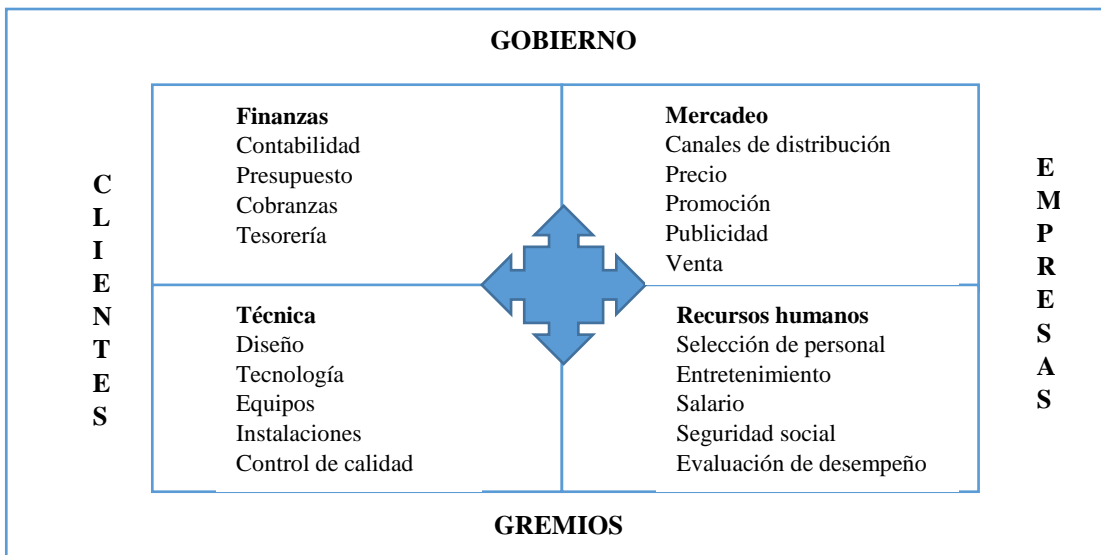 GOBIERNO
CLIENTES
Finanzas
Contabilidad
Presupuesto
Cobranzas
Tesorería
Mercadeo
Canales de distribución
Precio
Promoción
Publicidad
Venta
Técnica
Diseño
Tecnología
Equipos
Instalaciones
Control de calidad
Recursos humanos
Selección de personal
Entretenimiento
Salario
Seguridad social
Evaluación de desempeño
EMPRESAS
GREMIOS